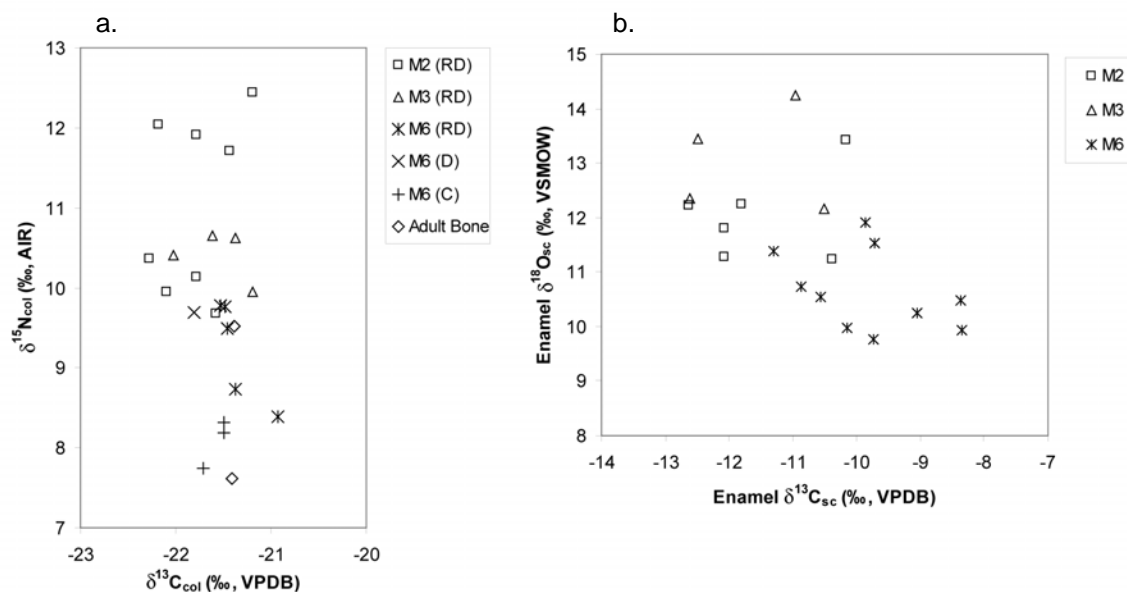 a.
13
12
11
10
9
8
7
δ¹⁵Ncol (‰, AIR)
-23
-22
-21
-20
δ¹³Ccol (‰, VPDB)
M2 (RD)
M3 (RD)
M6 (RD)
M6 (D)
M6 (C)
Adult Bone
b.
15
14
13
12
11
10
9
8
Enamel δ¹⁸Osc (‰, VSMOW)
-14
-13
-12
-11
-10
-9
-8
-7
Enamel δ¹³Csc (‰, VPDB)
M2
M3
M6